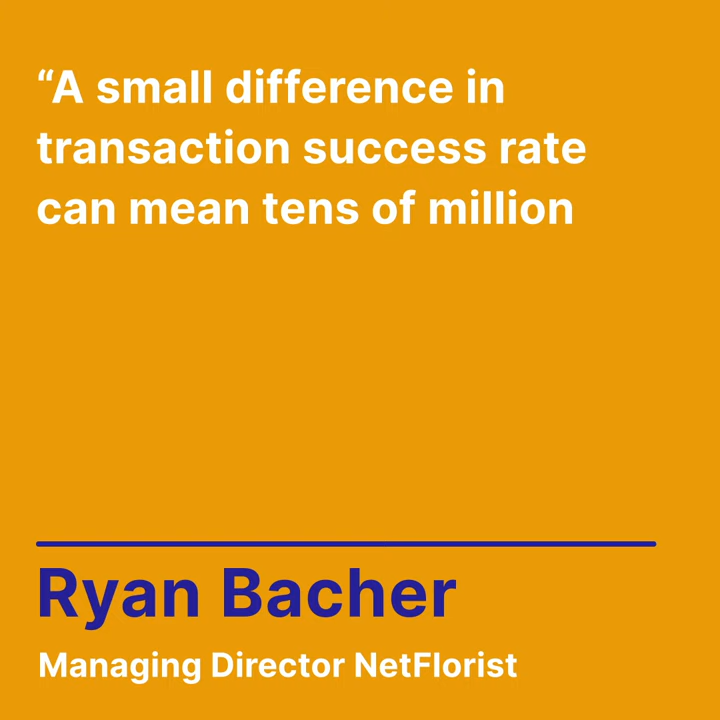 “A small difference in
transaction success rate
can mean tens of million
Ryan Bacher
Managing Director NetFlorist